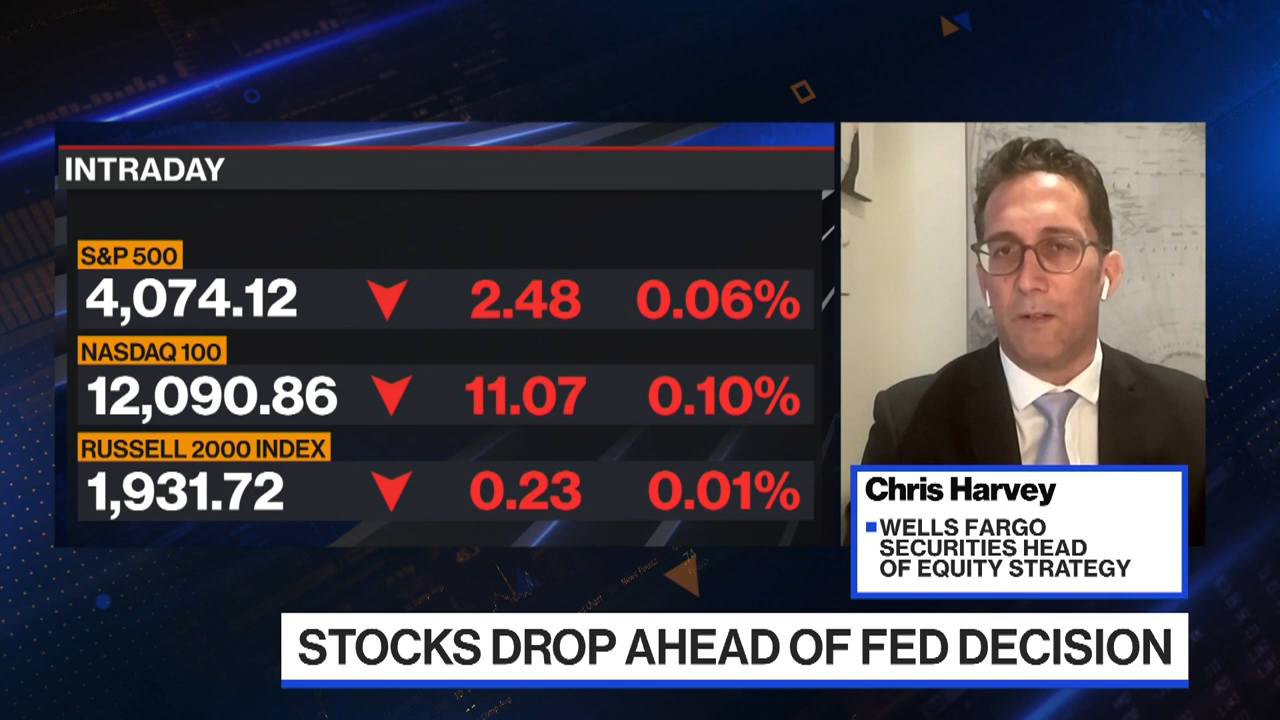 INTRADAY
S&P 500
4,074.12 2.48 0.06%
NASDAQ 100
12,090.86 11.07 0.10%
RUSSELL 2000 INDEX
1,931.72 0.23 0.01%
Chris Harvey
WELLS FARGO
SECURITIES HEAD
OF EQUITY STRATEGY
STOCKS DROP AHEAD OF FED DECISION